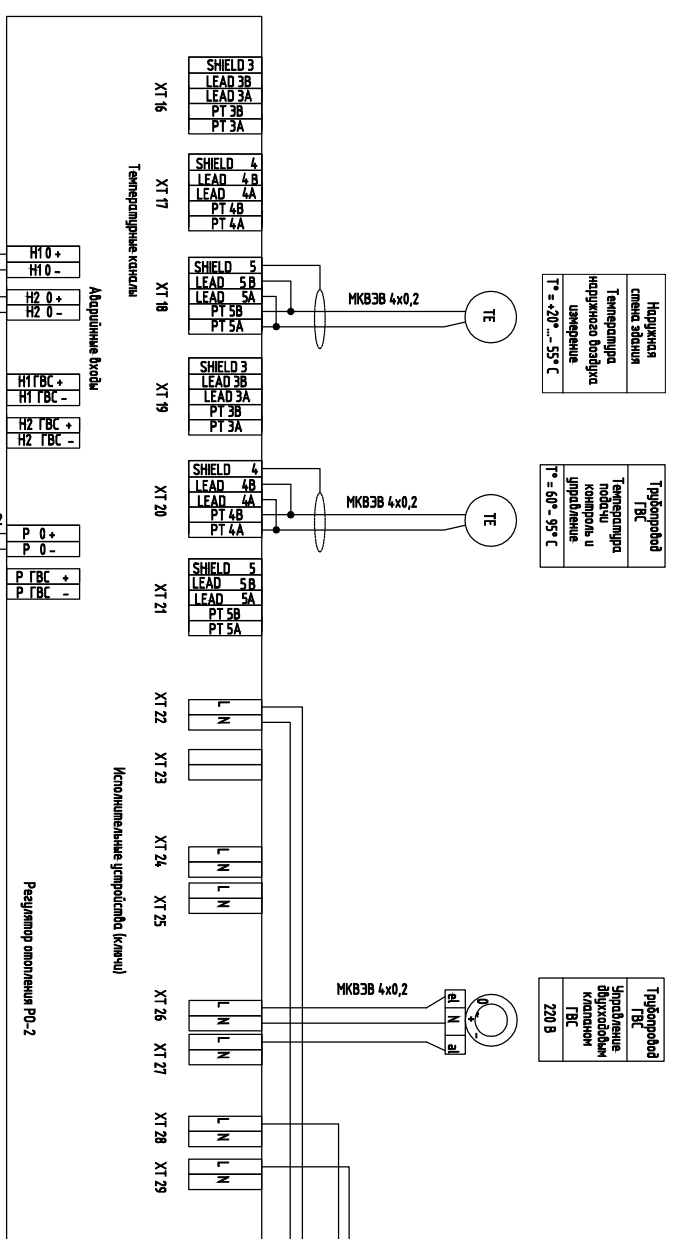 XT 16
SHIELD 3
LEAD 3B
LEAD 3A
PT 3B
PT 3A
XT 17
SHIELD 4
LEAD 4B
LEAD 4A
PT 4B
PT 4A
Температурные каналы
XT 18
SHIELD 5
LEAD 5B
LEAD 5A
PT 5B
PT 5A
МКВЭВ 4х0,2
TE
Наружная
стена здания
Температура
наружного воздуха
измерение
T° = +20° ...- 55° C
H1 0 +
H1 0 -
H2 0 +
H2 0 -
Аварийные входы
H1 ГВС +
H1 ГВС -
H2 ГВС +
H2 ГВС -
XT 19
SHIELD 3
LEAD 3B
LEAD 3A
PT 3B
PT 3A
XT 20
SHIELD 4
LEAD 4B
LEAD 4A
PT 4B
PT 4A
МКВЭВ 4х0,2
TE
Трубопровод
ГВС
Температура
подачи
контроль и
управление
T° = 60° - 95° C
P 0 +
P 0 -
P ГВС +
P ГВС -
XT 21
SHIELD 5
LEAD 5B
LEAD 5A
PT 5B
PT 5A
XT 22
L
N
XT 23
Исполнительные устройства (ключи)
XT 24
L
N
XT 25
L
N
Регулятор отопления РО-2
XT 26
L
N
XT 27
L
N
МКВЭВ 4х0,2
el
N
al
+
-
Трубопровод
ГВС
Управление
двухходовым
клапаном
ГВС
220 В
XT 28
L
N
XT 29
L
N